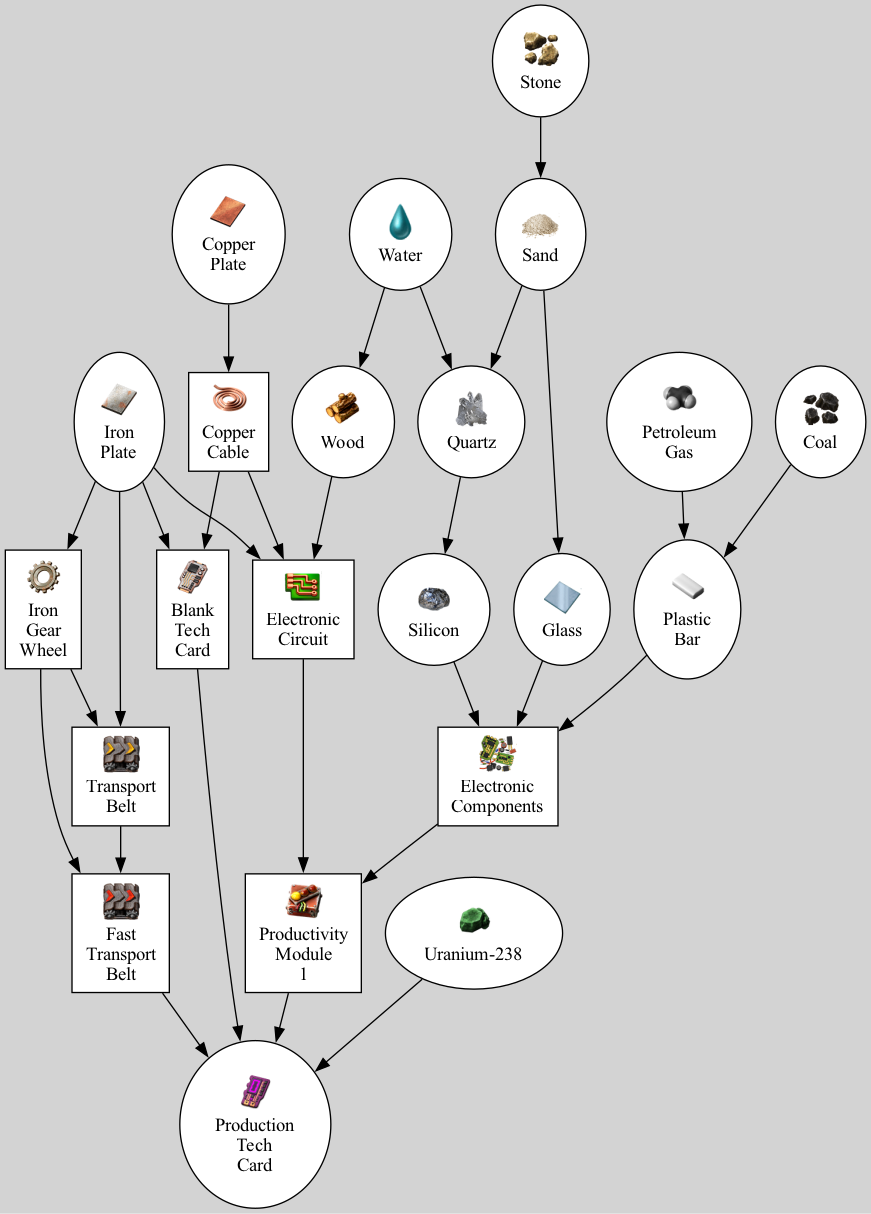 Stone
Copper
Plate
Water
Sand
Iron
Plate
Copper
Cable
Wood
Quartz
Petroleum
Gas
Coal
Iron
Gear
Wheel
Blank
Tech
Card
Electronic
Circuit
Silicon
Glass
Plastic
Bar
Transport
Belt
Electronic
Components
Fast
Transport
Belt
Productivity
Module
1
Uranium-238
Production
Tech
Card